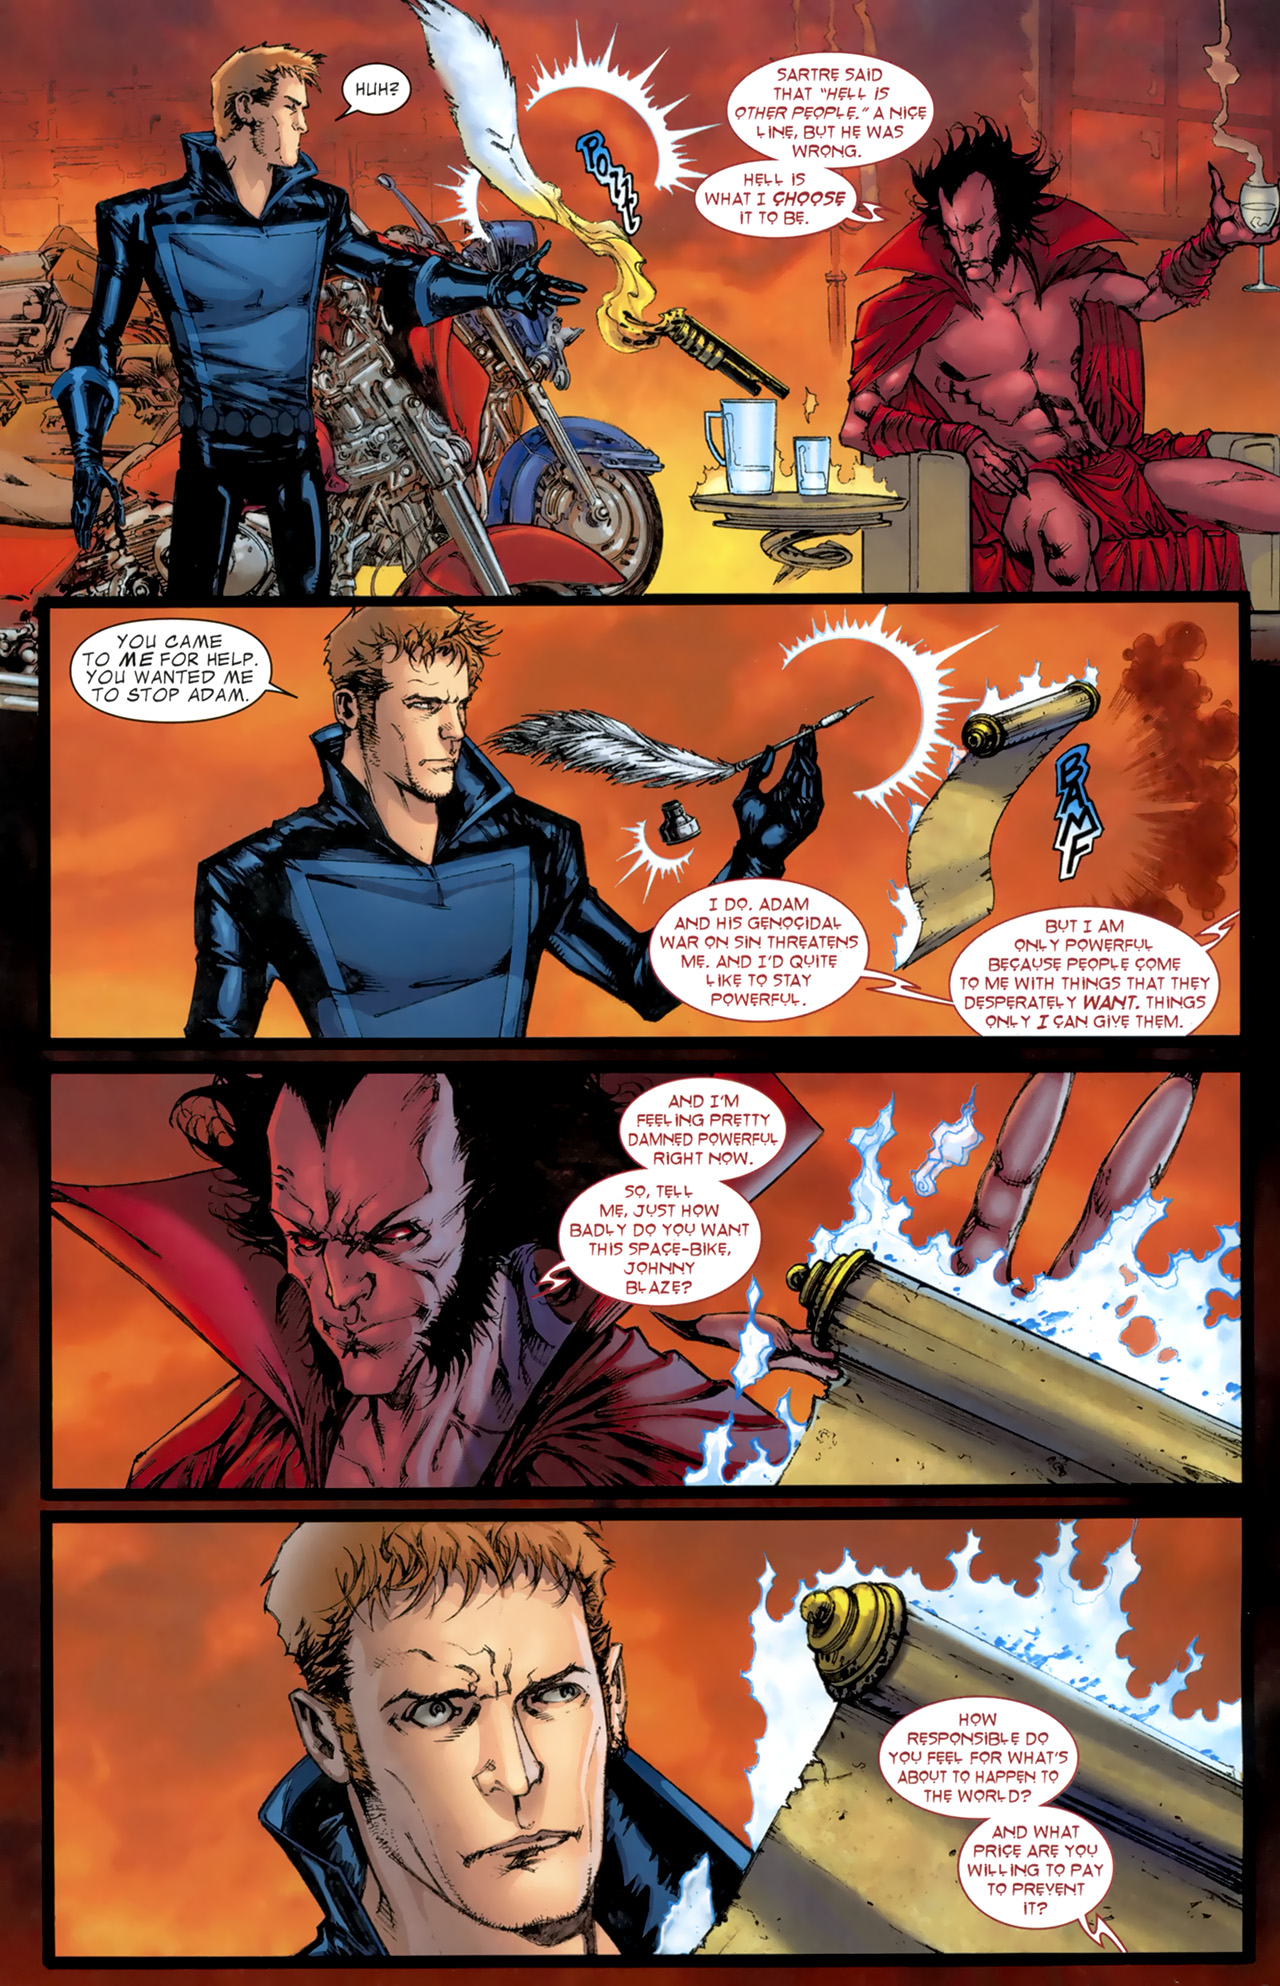 HUH?
POZZT
SARTRE SAID
THAT "HELL IS
OTHER PEOPLE." A NICE
LINE, BUT HE WAS
WRONG.
HELL IS
WHAT I CHOOSE
IT TO BE.
YOU CAME
TO ME FOR HELP.
YOU WANTED ME
TO STOP ADAM.
BAMF
I DO. ADAM
AND HIS GENOCIDAL
WAR ON SIN THREATENS
ME. AND I'D QUITE
LIKE TO STAY
POWERFUL.
BUT I AM
ONLY POWERFUL
BECAUSE PEOPLE COME
TO ME WITH THINGS THAT THEY
DESPERATELY WANT. THINGS
ONLY I CAN GIVE THEM.
AND I'M
FEELING PRETTY
DAMNED POWERFUL
RIGHT NOW.
SO, TELL
ME, JUST HOW
BADLY DO YOU WANT
THIS SPACE-BIKE,
JOHNNY
BLAZE?
HOW
RESPONSIBLE DO
YOU FEEL FOR WHAT'S
ABOUT TO HAPPEN TO
THE WORLD?
AND WHAT
PRICE ARE YOU
WILLING TO PAY
TO PREVENT
IT?